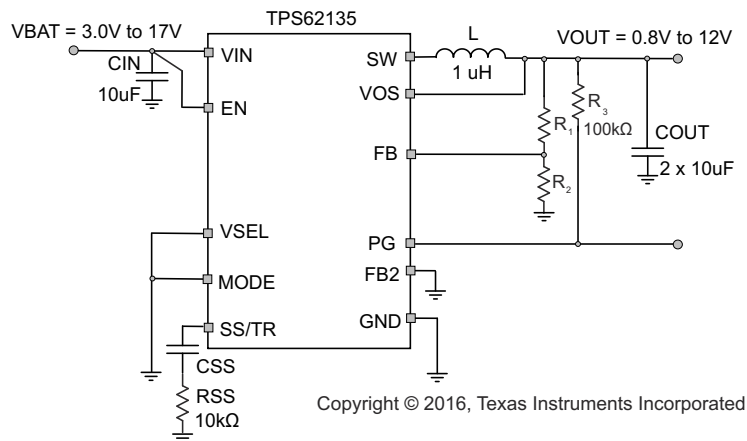 TPS62135
VBAT = 3.0V to 17V
VIN
CIN
10uF
EN
VSEL
MODE
SS/TR
CSS
RSS
10kΩ
SW
L
1 uH
VOS
FB
PG
FB2
GND
VOUT = 0.8V to 12V
R1
R2
R3
100kΩ
COUT
2 x 10uF
Copyright © 2016, Texas Instruments Incorporated